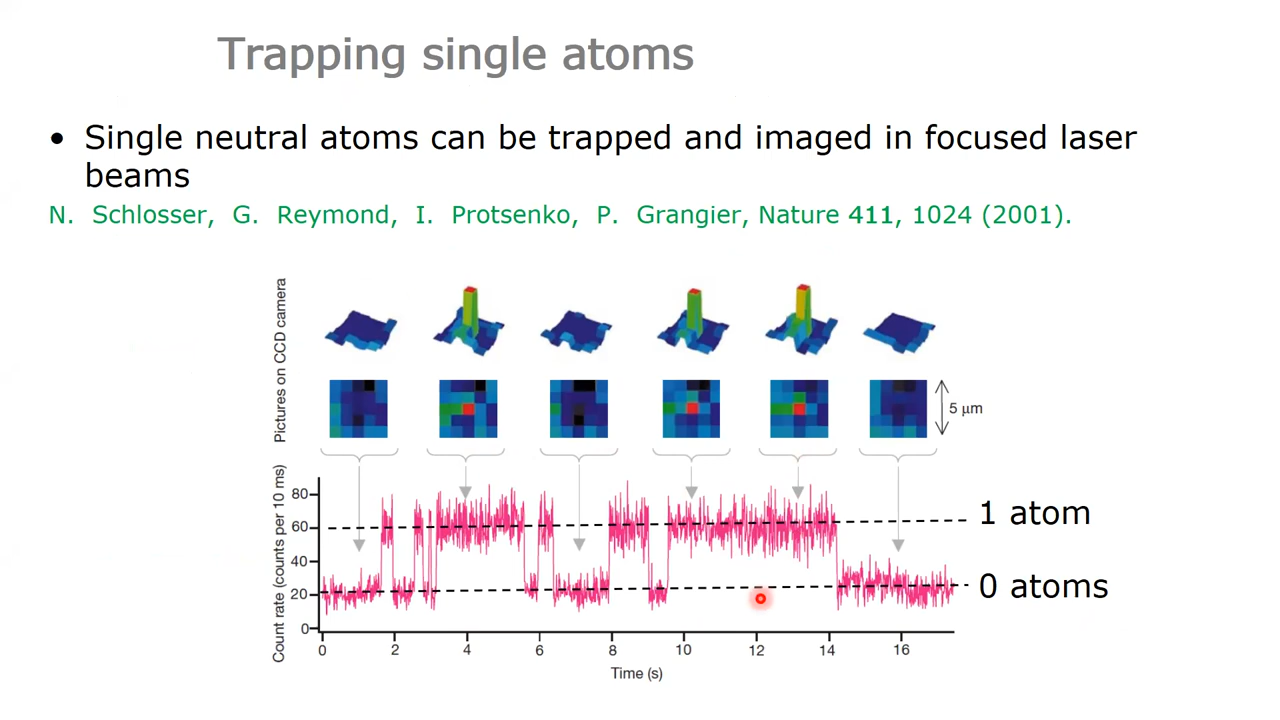 Trapping single atoms
• Single neutral atoms can be trapped and imaged in focused laser
beams
N. Schlosser, G. Reymond, I. Protsenko, P. Grangier, Nature 411, 1024 (2001).
Pictures on CCD camera
5 μm
Count rate (counts per 10 ms)
80
60
40
20
0
1 atom
0 atoms
0 2 4 6 8 10 12 14 16
Time (s)